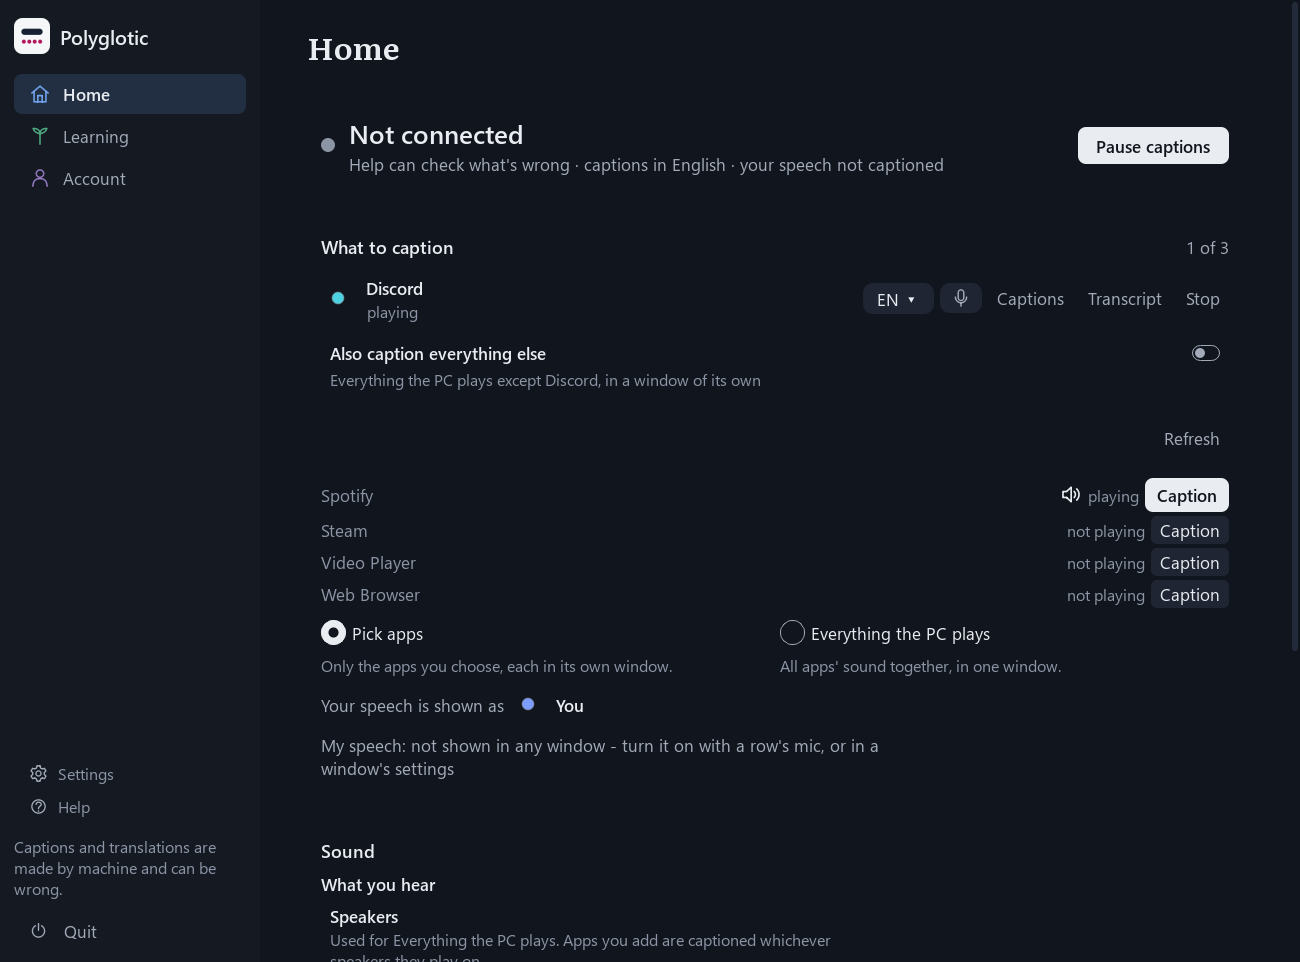 Polyglotic
Home
Learning
Account
Settings
Help
Captions and translations are
made by machine and can be
wrong.
Quit
Home
Not connected
Help can check what's wrong · captions in English · your speech not captioned
Pause captions
What to caption
1 of 3
Discord
playing
EN
Captions
Transcript
Stop
Also caption everything else
Everything the PC plays except Discord, in a window of its own
Refresh
Spotify
playing
Caption
Steam
not playing
Caption
Video Player
not playing
Caption
Web Browser
not playing
Caption
Pick apps
Only the apps you choose, each in its own window.
Everything the PC plays
All apps' sound together, in one window.
Your speech is shown as
You
My speech: not shown in any window - turn it on with a row's mic, or in a
window's settings
Sound
What you hear
Speakers
Used for Everything the PC plays. Apps you add are captioned whichever
speakers they play on